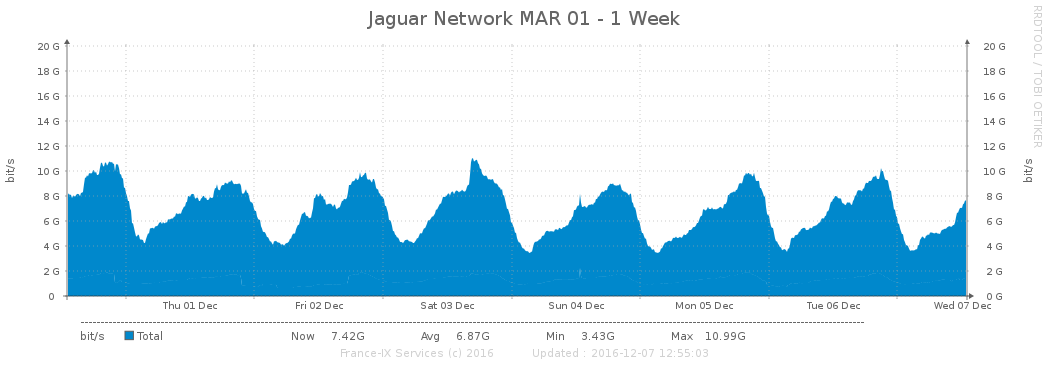 Jaguar Network MAR 01 - 1 Week
RRDTOOL / TOBI OETIKER
bit/s
20 G 20 G
18 G 18 G
16 G 16 G
14 G 14 G
12 G 12 G
10 G 10 G
8 G 8 G
6 G 6 G
4 G 4 G
2 G 2 G
0 0 G
bit/s
Thu 01 Dec Fri 02 Dec Sat 03 Dec Sun 04 Dec Mon 05 Dec Tue 06 Dec Wed 07 Dec
bit/s Total Now 7.42G Avg 6.87G Min 3.43G Max 10.99G
France-IX Services (c) 2016 Updated : 2016-12-07 12:55:03